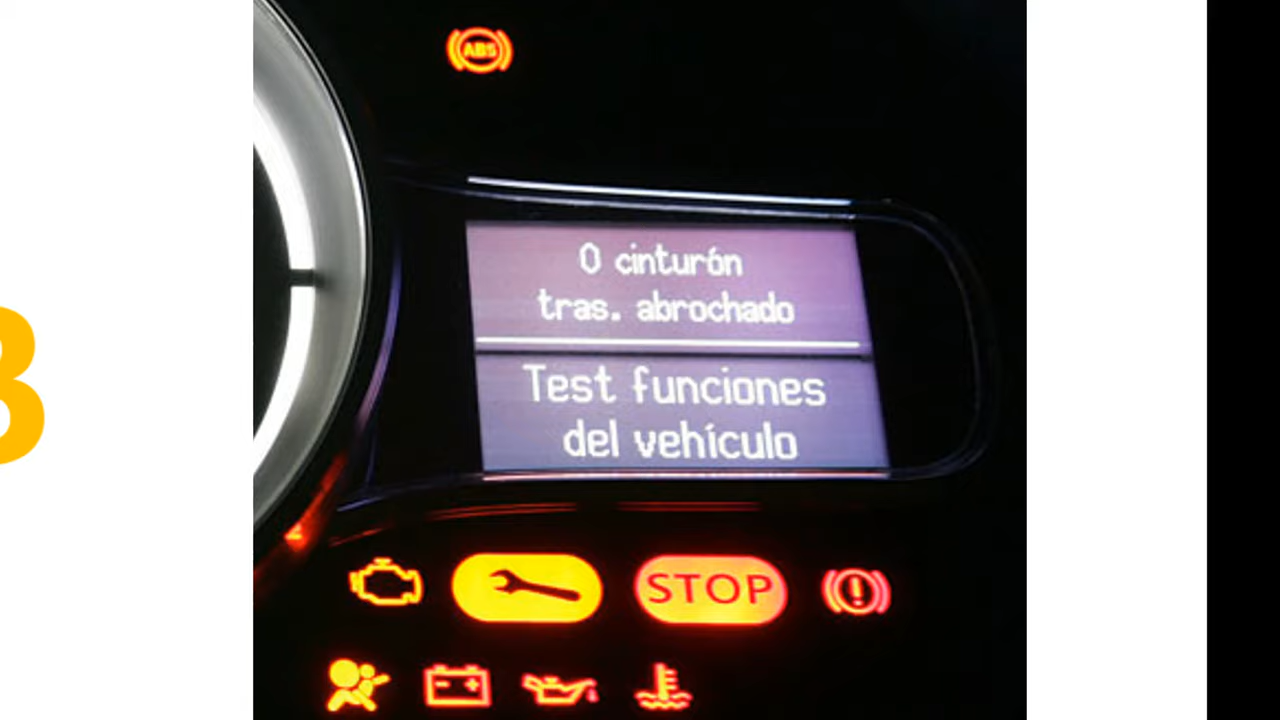 ABS
0 cinturón
tras. abrochado
Test funciones
del vehículo
STOP